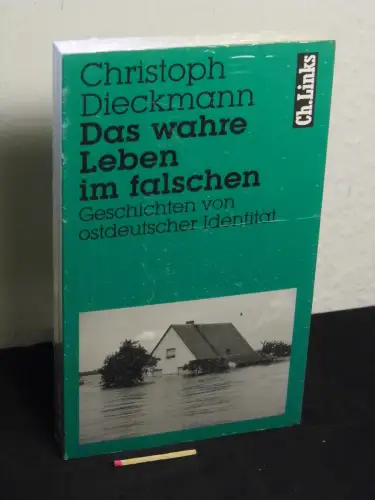 Christoph
Dieckmann
Das wahre
Leben
im falschen
Geschichten von
ostdeutscher Identität
Ch.Links